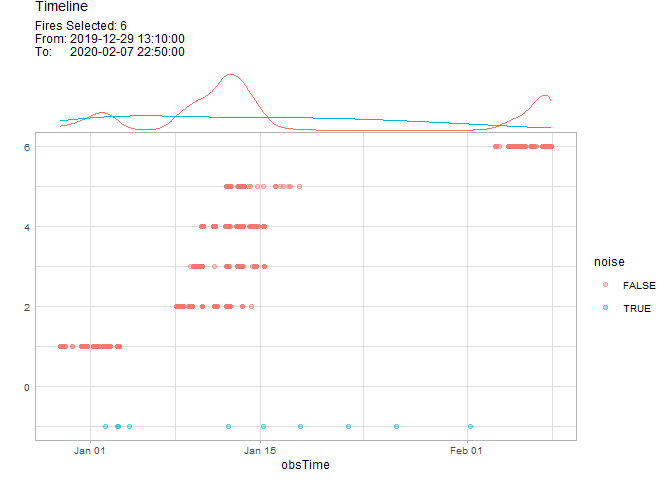 Timeline
Fires Selected: 6
From: 2019-12-29 13:10:00
To: 2020-02-07 22:50:00
6
4
2
0
noise
FALSE
TRUE
Jan 01
Jan 15
Feb 01
obsTime